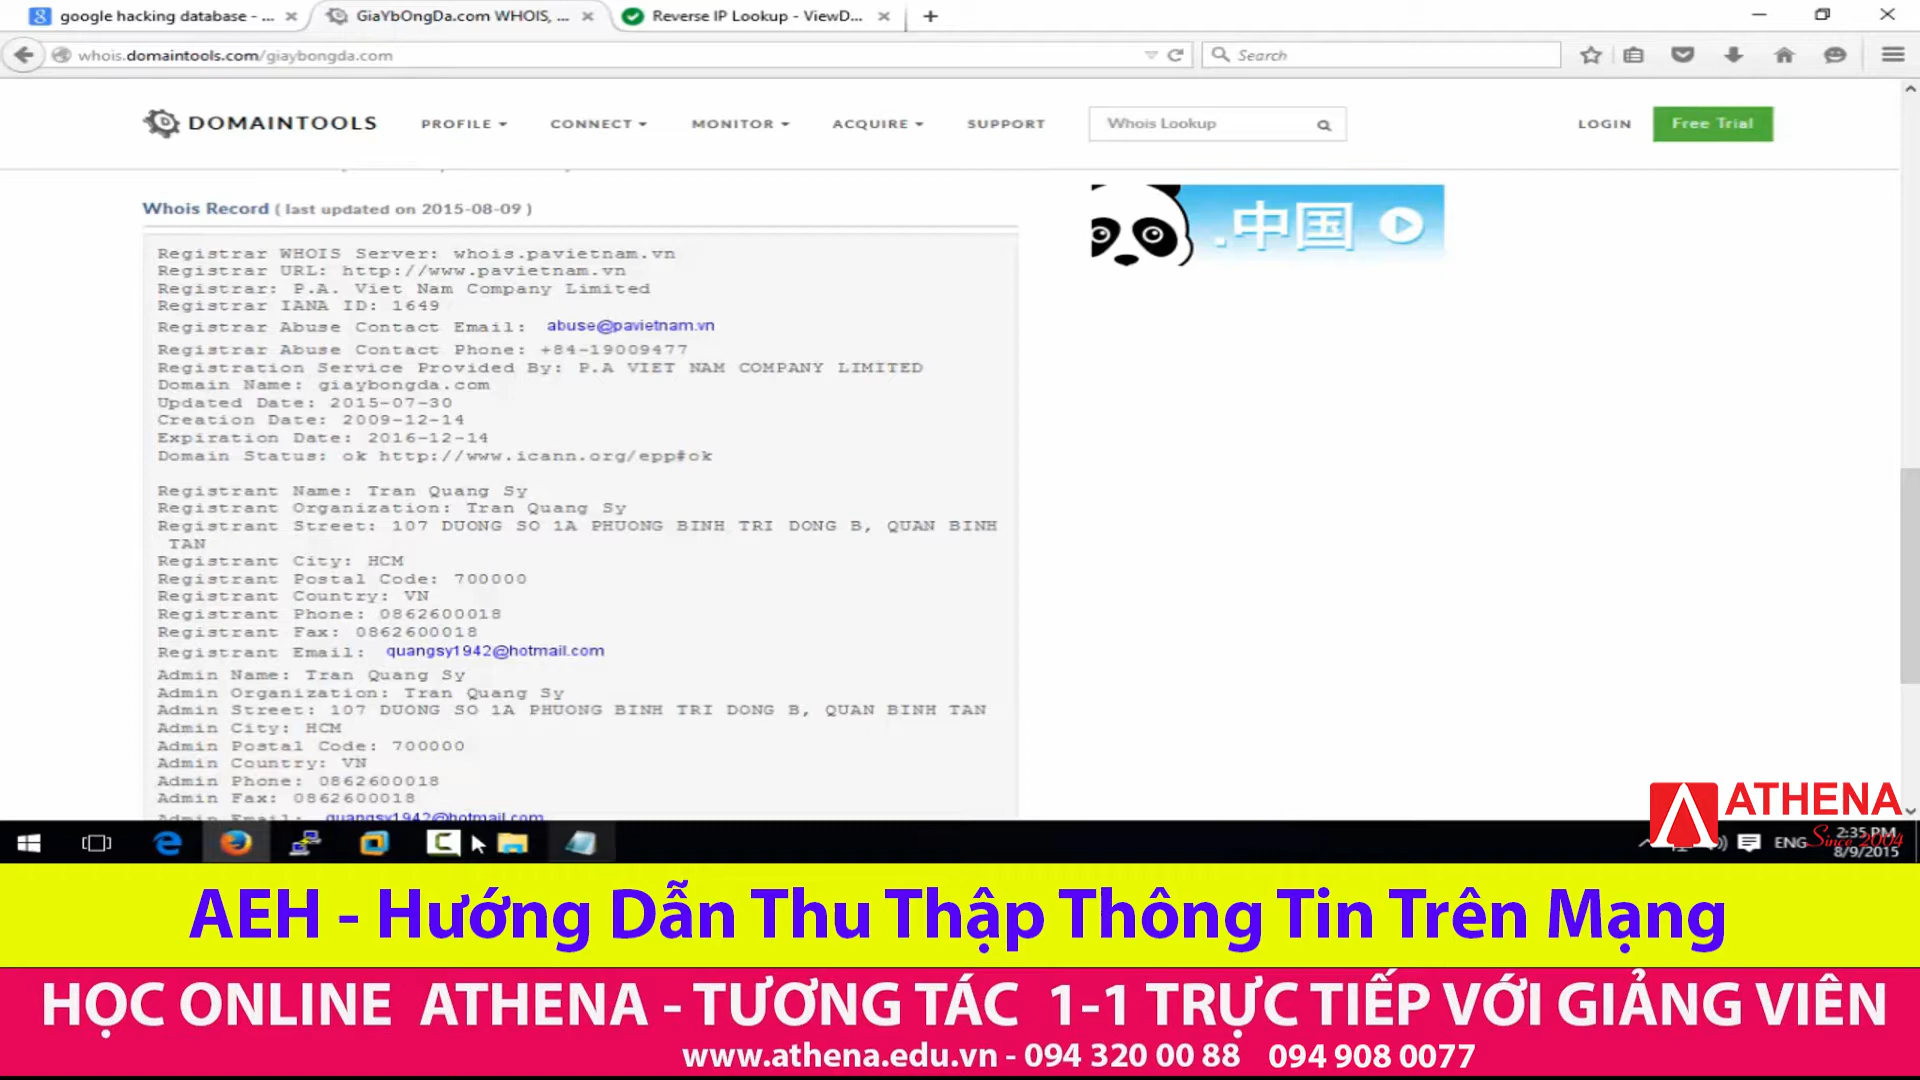 google hacking database - ...
GiaYbOngDa.com WHOIS, ...
Reverse IP Lookup - ViewD...
whois.domaintools.com/giaybongda.com
Search
DOMAINTOOLS
PROFILE
CONNECT
MONITOR
ACQUIRE
SUPPORT
Whois Lookup
LOGIN
Free Trial
Whois Record ( last updated on 2015-08-09 )
.中国
Registrar WHOIS Server: whois.pavietnam.vn
Registrar URL: http://www.pavietnam.vn
Registrar: P.A. Viet Nam Company Limited
Registrar IANA ID: 1649
Registrar Abuse Contact Email: abuse@pavietnam.vn
Registrar Abuse Contact Phone: +84-19009477
Registration Service Provided By: P.A VIET NAM COMPANY LIMITED
Domain Name: giaybongda.com
Updated Date: 2015-07-30
Creation Date: 2009-12-14
Expiration Date: 2016-12-14
Domain Status: ok http://www.icann.org/epp#ok
Registrant Name: Tran Quang Sy
Registrant Organization: Tran Quang Sy
Registrant Street: 107 DUONG SO 1A PHUONG BINH TRI DONG B, QUAN BINH
TAN
Registrant City: HCM
Registrant Postal Code: 700000
Registrant Country: VN
Registrant Phone: 0862600018
Registrant Fax: 0862600018
Registrant Email: quangsy1942@hotmail.com
Admin Name: Tran Quang Sy
Admin Organization: Tran Quang Sy
Admin Street: 107 DUONG SO 1A PHUONG BINH TRI DONG B, QUAN BINH TAN
Admin City: HCM
Admin Postal Code: 700000
Admin Country: VN
Admin Phone: 0862600018
Admin Fax: 0862600018
Admin Email: quangsy1942@hotmail.com
ATHENA
Since 2004
ENG
2:35 PM
8/9/2015
AEH - Hướng Dẫn Thu Thập Thông Tin Trên Mạng
HỌC ONLINE ATHENA - TƯƠNG TÁC 1-1 TRỰC TIẾP VỚI GIẢNG VIÊN
www.athena.edu.vn - 094 320 00 88 094 908 0077